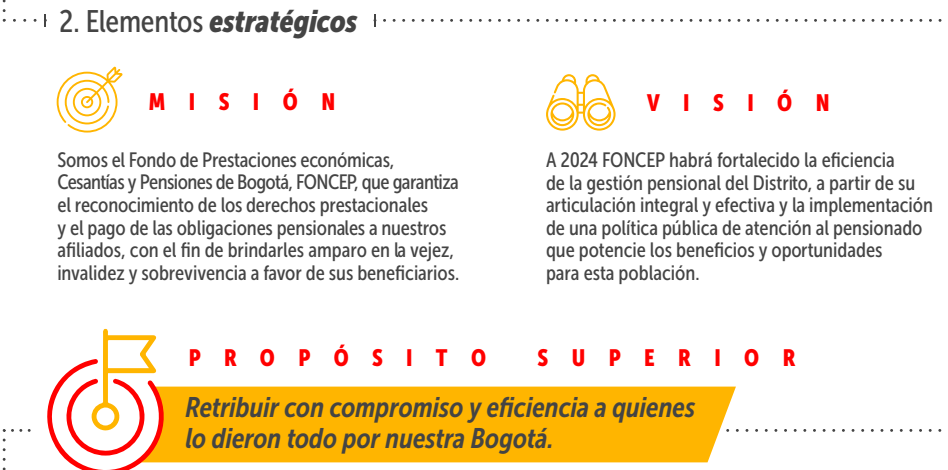 2. Elementos estratégicos
MISIÓN
Somos el Fondo de Prestaciones económicas,
Cesantías y Pensiones de Bogotá, FONCEP, que garantiza
el reconocimiento de los derechos prestacionales
y el pago de las obligaciones pensionales a nuestros
afiliados, con el fin de brindarles amparo en la vejez,
invalidez y sobrevivencia a favor de sus beneficiarios.
VISIÓN
A 2024 FONCEP habrá fortalecido la eficiencia
de la gestión pensional del Distrito, a partir de su
articulación integral y efectiva y la implementación
de una política pública de atención al pensionado
que potencie los beneficios y oportunidades
para esta población.
PROPÓSITO SUPERIOR
Retribuir con compromiso y eficiencia a quienes
lo dieron todo por nuestra Bogotá.